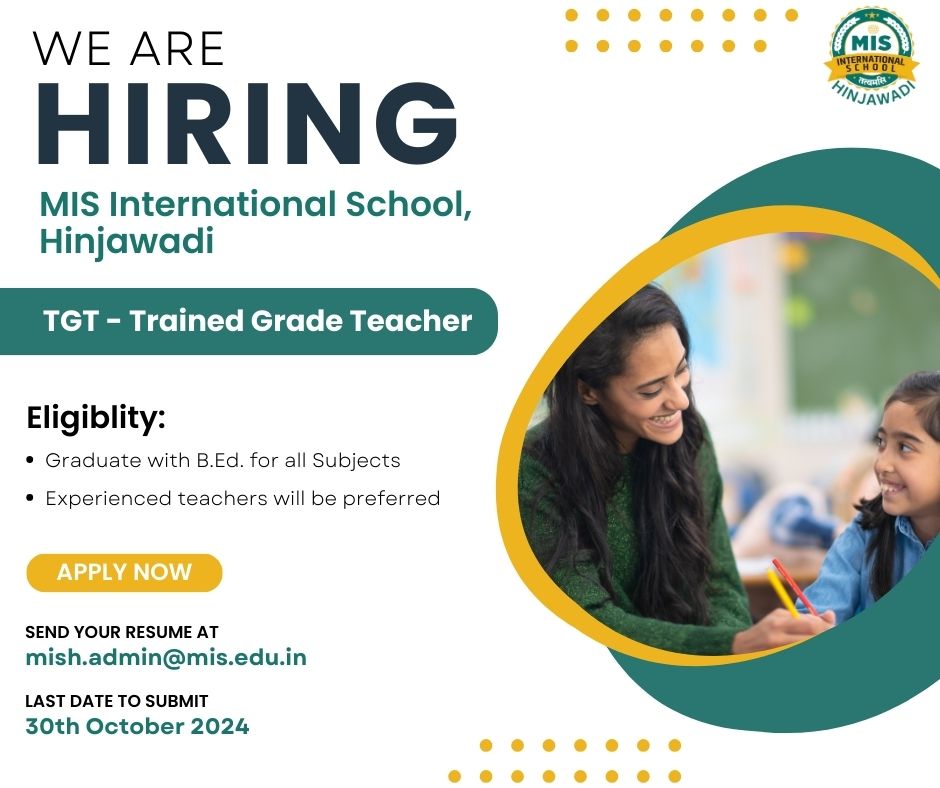 WE ARE
HIRING
MIS International School,
Hinjawadi
TGT - Trained Grade Teacher
Eligiblity:
• Graduate with B.Ed. for all Subjects
• Experienced teachers will be preferred
APPLY NOW
SEND YOUR RESUME AT
mish.admin@mis.edu.in
LAST DATE TO SUBMIT
30th October 2024
MIS
INTERNATIONAL
SCHOOL
तत्त्वमसि
HINJAWADI